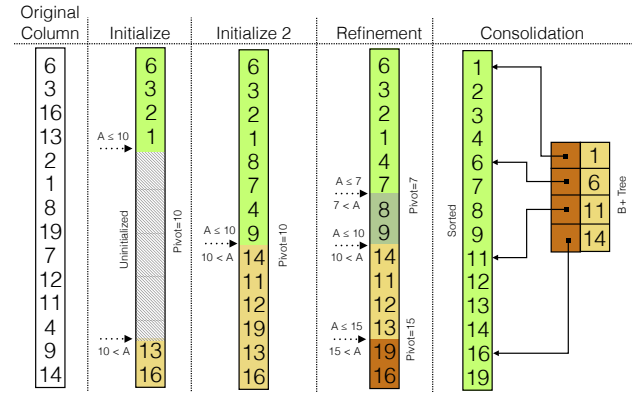 Original
Column
Initialize
Initialize 2
Refinement
Consolidation
6
3
16
13
2
1
8
19
7
12
11
4
9
14
6
3
2
1
A ≤ 10
Uninitialized
Pivot=10
10 < A
13
16
6
3
2
1
8
7
4
9
A ≤ 10
10 < A
Pivot=10
14
11
12
19
13
16
6
3
2
1
4
7
A ≤ 7
7 < A
Pivot=7
8
9
A ≤ 10
10 < A
14
11
12
13
A ≤ 15
15 < A
Pivot=15
19
16
Sorted
1
2
3
4
6
7
8
9
11
12
13
14
16
19
1
6
11
14
B+ Tree